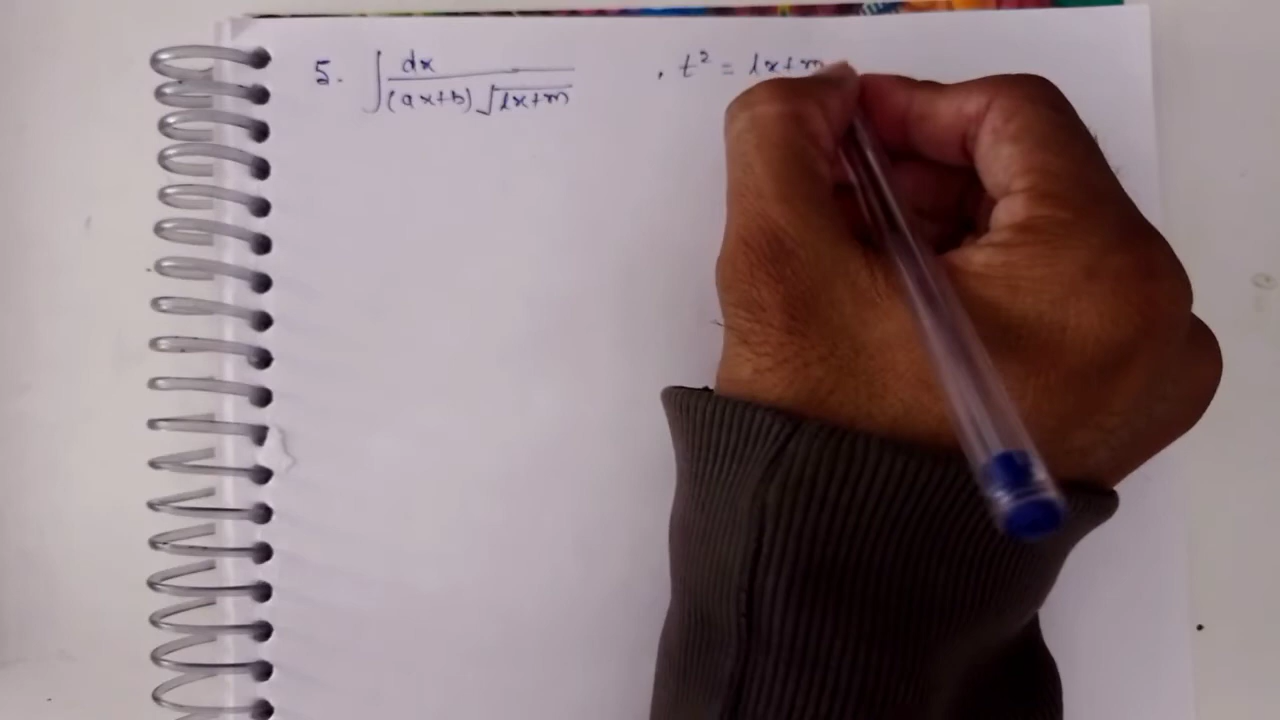 5. ∫ dx / (ax+b) √lx+m , t² = lx+m